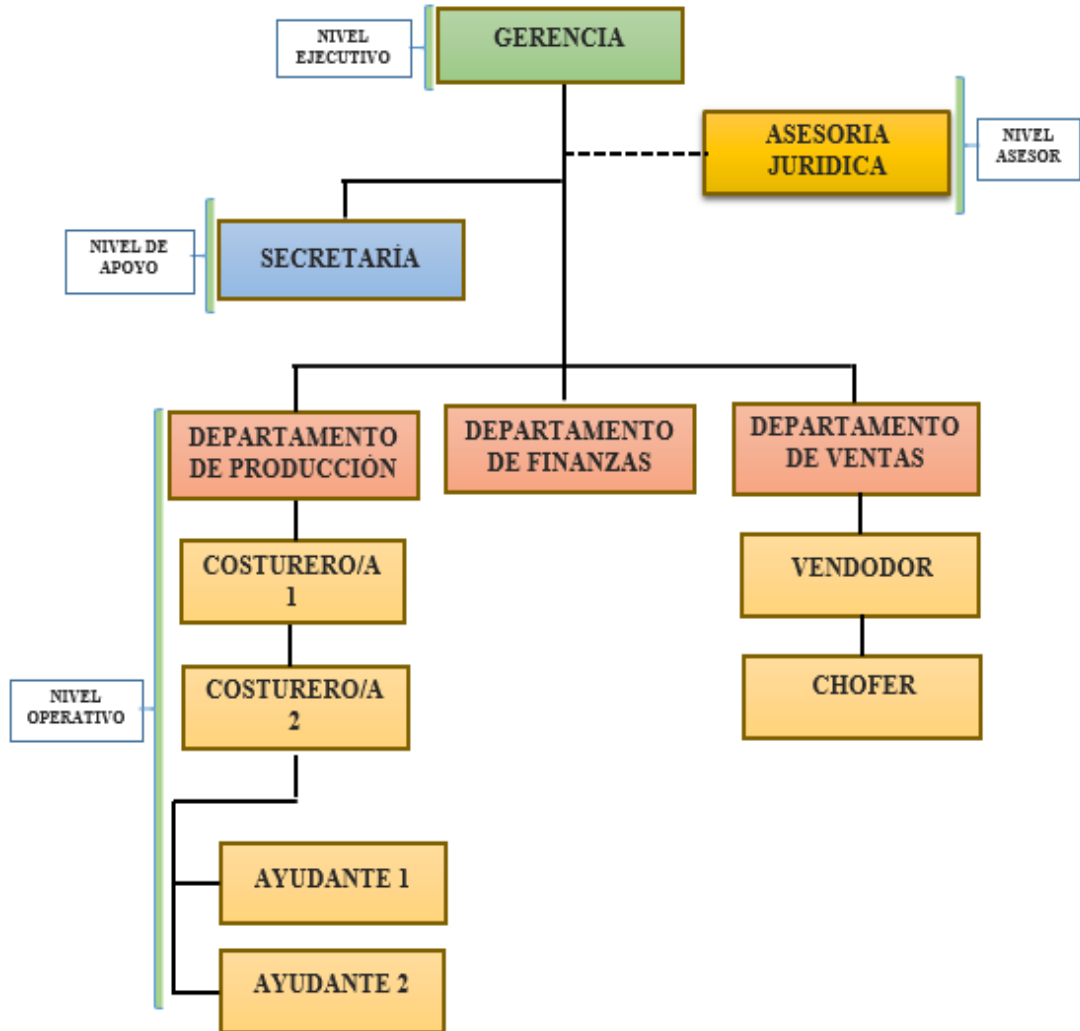 NIVEL
EJECUTIVO
GERENCIA
ASESORIA
JURIDICA
NIVEL
ASESOR
NIVEL DE
APOYO
SECRETARÍA
DEPARTAMENTO
DE PRODUCCIÓN
DEPARTAMENTO
DE FINANZAS
DEPARTAMENTO
DE VENTAS
COSTURERO/A
1
VENDODOR
COSTURERO/A
2
CHOFER
NIVEL
OPERATIVO
AYUDANTE 1
AYUDANTE 2